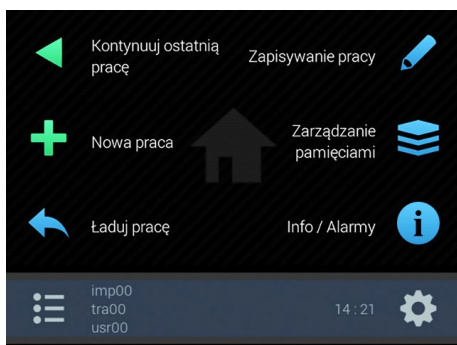 Kontynuuj ostatnią
pracę
Zapisywanie pracy
Nowa praca
Zarządzanie
pamięciami
Ładuj pracę
Info / Alarmy
imp00
tra00
usr00
14 : 21